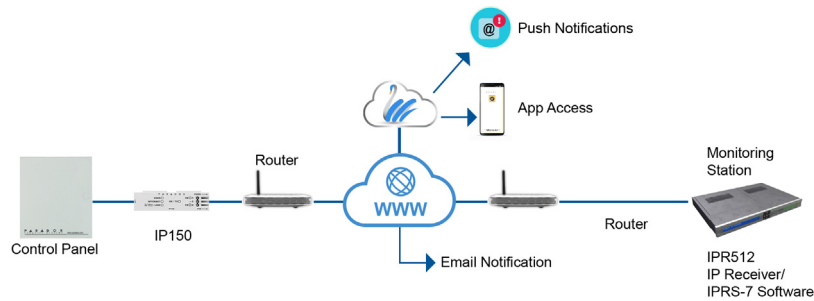 Push Notifications
App Access
Router
Monitoring
Station
WWW
PARADOX
Control Panel
IP150
Router
Email Notification
IPR512
IP Receiver/
IPRS-7 Software